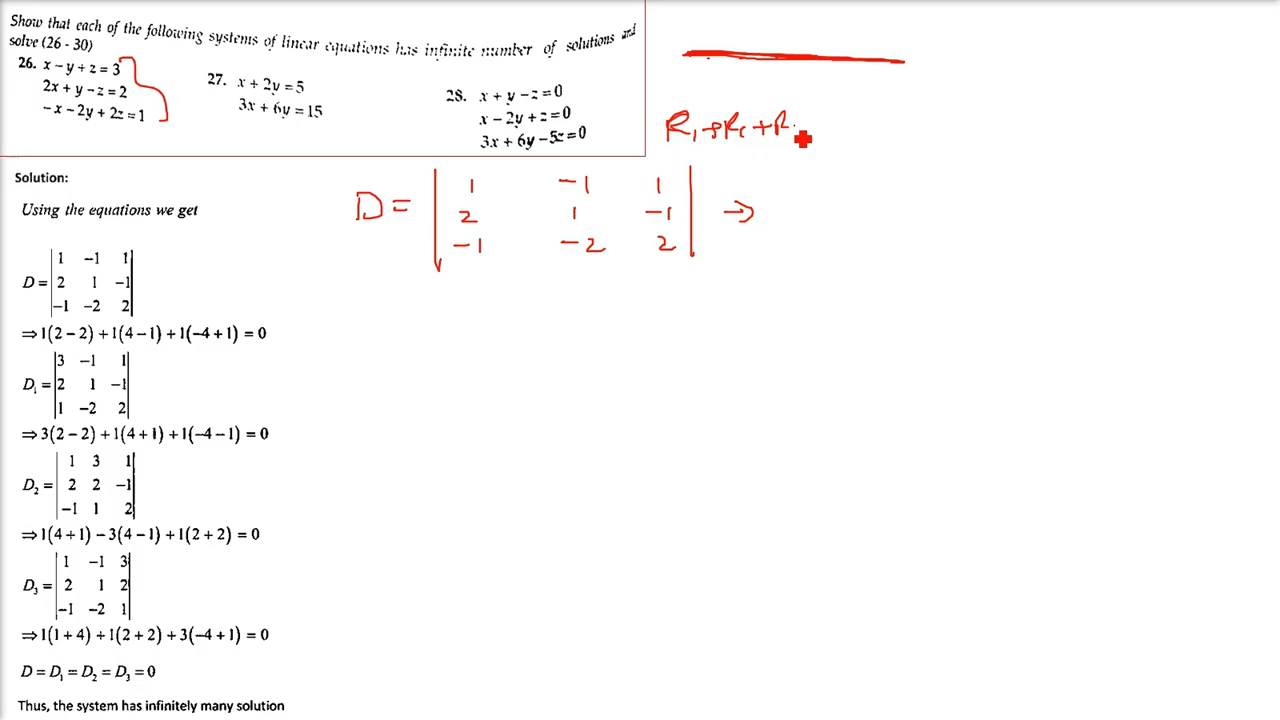 Show that each of the following systems of linear equations has infinite number of solutions and
solve (26 - 30)
26. x − y + z = 3
2x + y − z = 2
− x − 2y + 2z = 1
27. x + 2y = 5
3x + 6y = 15
28. x + y − z = 0
x − 2y + z = 0
3x + 6y − 5z = 0
R₁ → R₁ + R
D = | 1 −1 1 |
| 2 1 −1 | →
| −1 −2 2 |
Solution:
Using the equations we get
|1 −1 1|
D = |2 1 −1|
|−1 −2 2|
⇒ 1(2 − 2) + 1(4 − 1) + 1(−4 + 1) = 0
|3 −1 1|
D₁ = |2 1 −1|
|1 −2 2|
⇒ 3(2 − 2) + 1(4 + 1) + 1(−4 − 1) = 0
|1 3 1|
D₂ = |2 2 −1|
|−1 1 2|
⇒ 1(4 + 1) − 3(4 − 1) + 1(2 + 2) = 0
|1 −1 3|
D₃ = |2 1 2|
|−1 −2 1|
⇒ 1(1 + 4) + 1(2 + 2) + 3(−4 + 1) = 0
D = D₁ = D₂ = D₃ = 0
Thus, the system has infinitely many solution